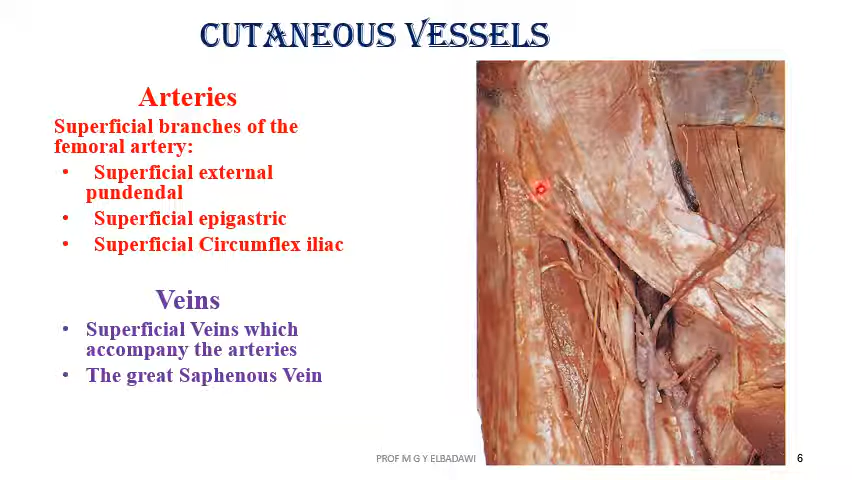 CUTANEOUS VESSELS
Arteries
Superficial branches of the
femoral artery:
• Superficial external
pundendal
• Superficial epigastric
• Superficial Circumflex iliac
Veins
• Superficial Veins which
accompany the arteries
• The great Saphenous Vein
PROF M G Y ELBADAWI
6